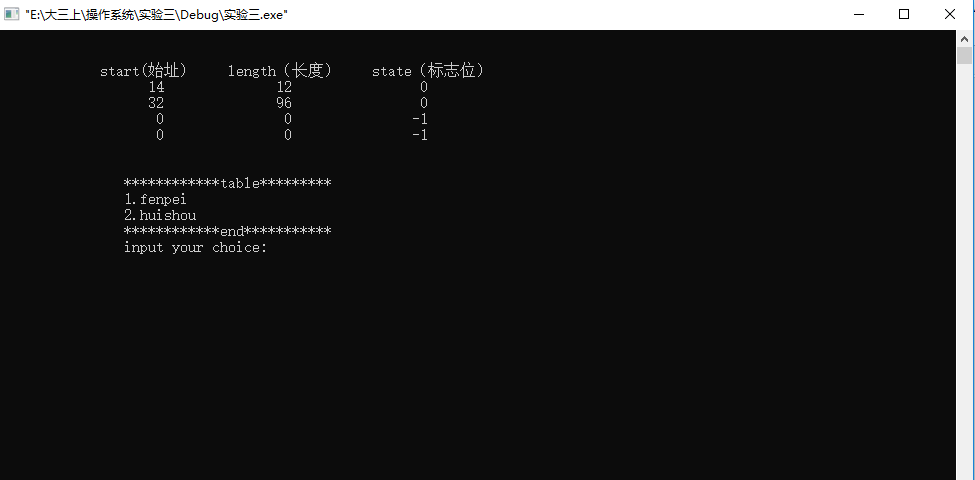 "E:\大三上\操作系统\实验三\Debug\实验三.exe"
start(始址) length (长度) state (标志位)
14 12 0
32 96 0
0 0 -1
0 0 -1
************table*********
1.fenpei
2.huishou
************end***********
input your choice: